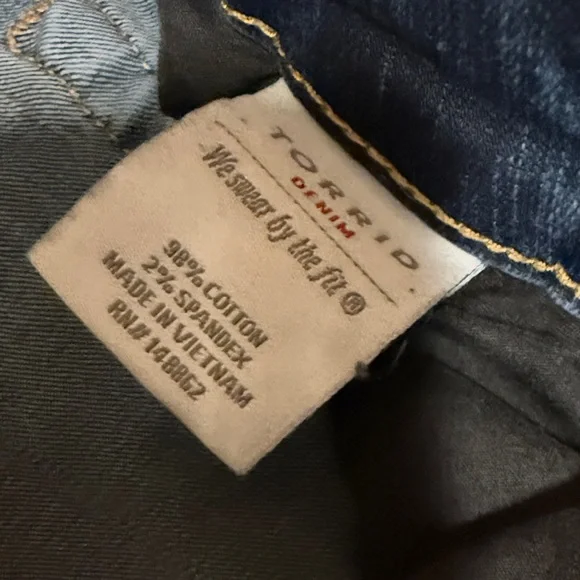 TORRID
DENIM
We swear by the fit ®
98% COTTON
2% SPANDEX
MADE IN VIETNAM
RN# 148862